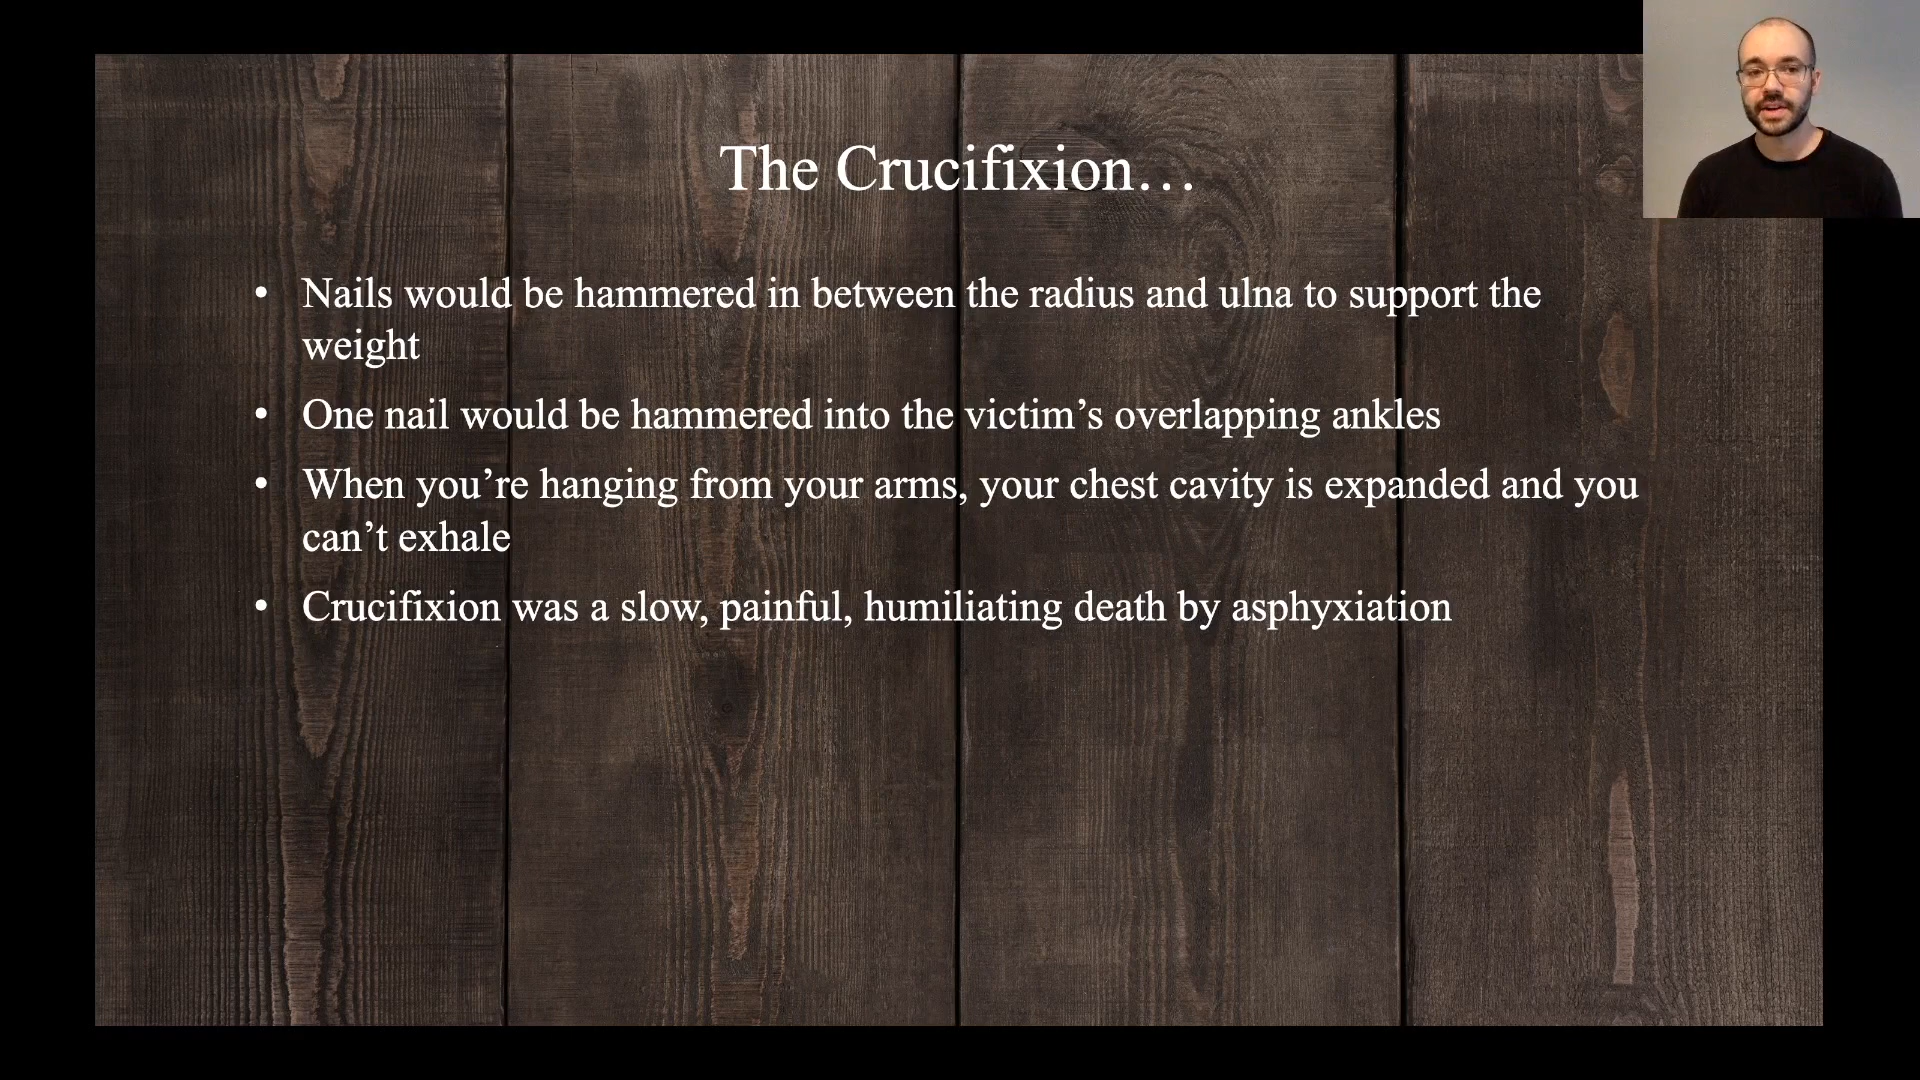 The Crucifixion…
• Nails would be hammered in between the radius and ulna to support the
weight
• One nail would be hammered into the victim’s overlapping ankles
• When you’re hanging from your arms, your chest cavity is expanded and you
can’t exhale
• Crucifixion was a slow, painful, humiliating death by asphyxiation